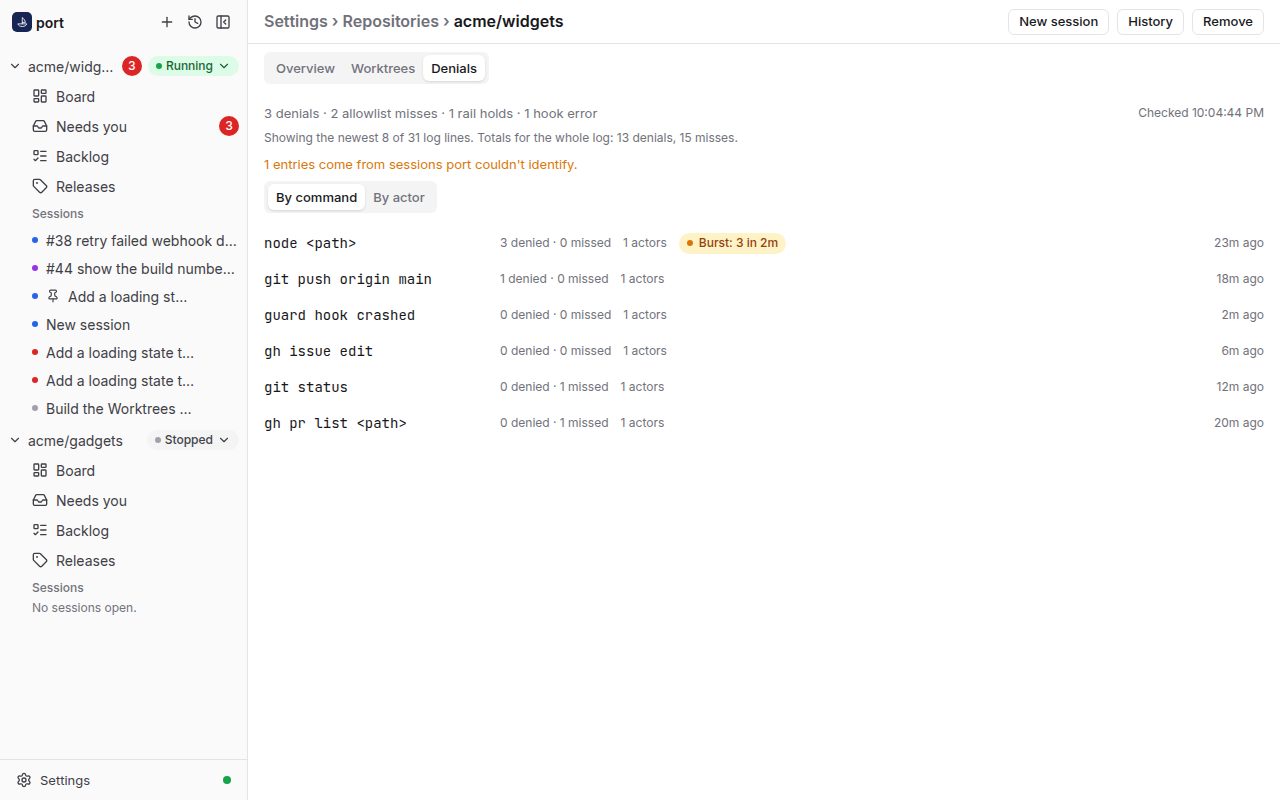 port
acme/widg... 3 Running
Board
Needs you 3
Backlog
Releases
Sessions
#38 retry failed webhook d...
#44 show the build numbe...
Add a loading st...
New session
Add a loading state t...
Add a loading state t...
Build the Worktrees ...
acme/gadgets Stopped
Board
Needs you
Backlog
Releases
Sessions
No sessions open.
Settings
Settings › Repositories › acme/widgets
New session History Remove
Overview Worktrees Denials
3 denials · 2 allowlist misses · 1 rail holds · 1 hook error Checked 10:04:44 PM
Showing the newest 8 of 31 log lines. Totals for the whole log: 13 denials, 15 misses.
1 entries come from sessions port couldn't identify.
By command By actor
node <path> 3 denied · 0 missed 1 actors Burst: 3 in 2m 23m ago
git push origin main 1 denied · 0 missed 1 actors 18m ago
guard hook crashed 0 denied · 0 missed 1 actors 2m ago
gh issue edit 0 denied · 0 missed 1 actors 6m ago
git status 0 denied · 1 missed 1 actors 12m ago
gh pr list <path> 0 denied · 1 missed 1 actors 20m ago